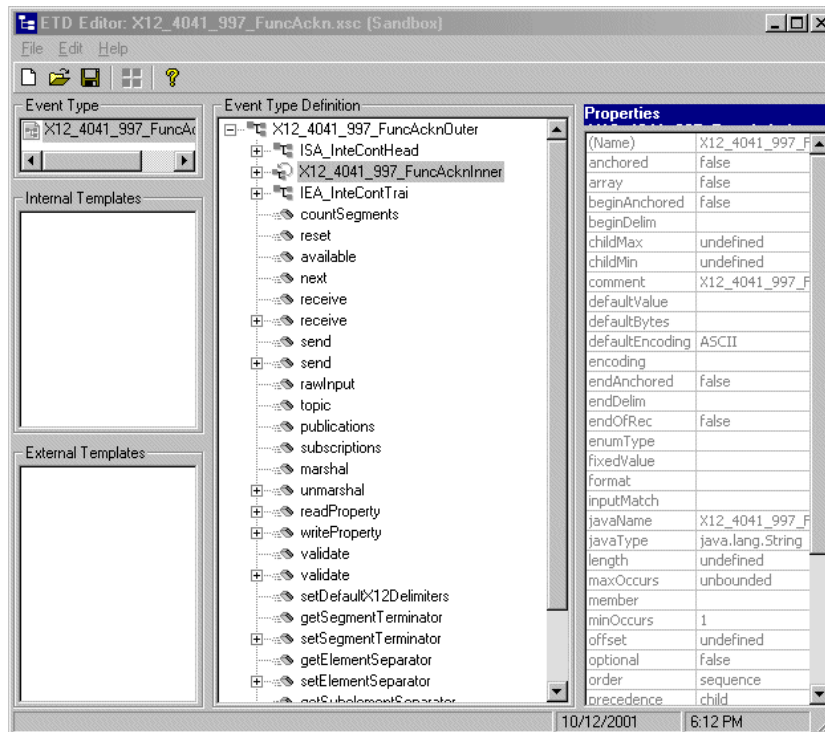 ETD Editor: X12_4041_997_FuncAckn.xsc (Sandbox)
File Edit Help
Event Type
X12_4041_997_FuncAc
Internal Templates
External Templates
Event Type Definition
X12_4041_997_FuncAcknOuter
ISA_InteContHead
X12_4041_997_FuncAcknInner
IEA_InteContTrai
countSegments
reset
available
next
receive
receive
send
send
rawInput
topic
publications
subscriptions
marshal
unmarshal
readProperty
writeProperty
validate
validate
setDefaultX12Delimiters
getSegmentTerminator
setSegmentTerminator
getElementSeparator
setElementSeparator
getSubelementSeparator
Properties
(Name) X12_4041_997_F
anchored false
array false
beginAnchored false
beginDelim
childMax undefined
childMin undefined
comment X12_4041_997_F
defaultValue
defaultBytes
defaultEncoding ASCII
encoding
endAnchored false
endDelim
endOfRec false
enumType
fixedValue
format
inputMatch
javaName X12_4041_997_F
javaType java.lang.String
length undefined
maxOccurs unbounded
member
minOccurs 1
offset undefined
optional false
order sequence
precedence child
10/12/2001 6:12 PM